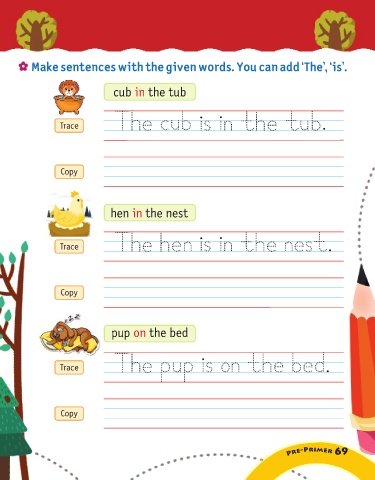 Make sentences with the given words. You can add 'The', 'is'.
cub in the tub
Trace
The cub is in the tub.
Copy
hen in the nest
Trace
The hen is in the nest.
Copy
zzz
pup on the bed
Trace
The pup is on the bed.
Copy
PRE-PRIMER 69